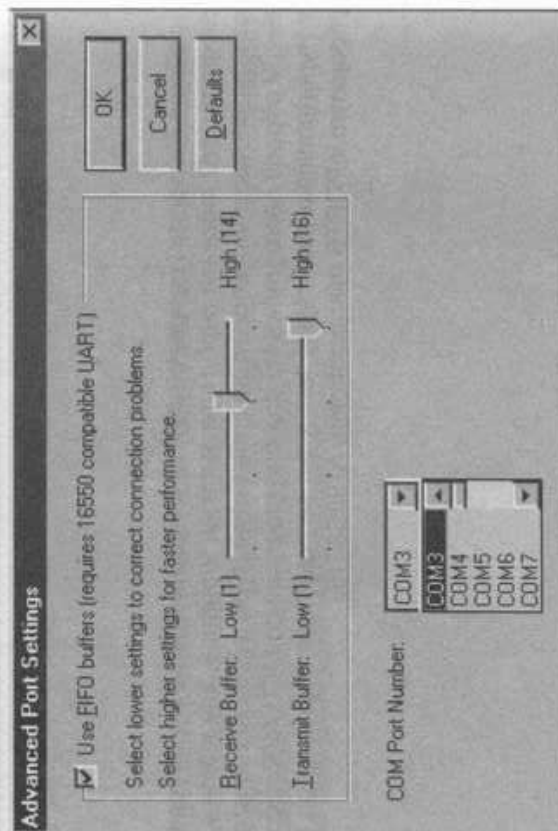 Advanced Port Settings
Use FIFO buffers (requires 16550 compatible UART)
Select lower settings to correct connection problems.
Select higher settings for faster performance.
Receive Buffer: Low (1) High (14)
Transmit Buffer: Low (1) High (16)
OK
Cancel
Defaults
COM Port Number:
COM3
COM3
COM4
COM5
COM6
COM7